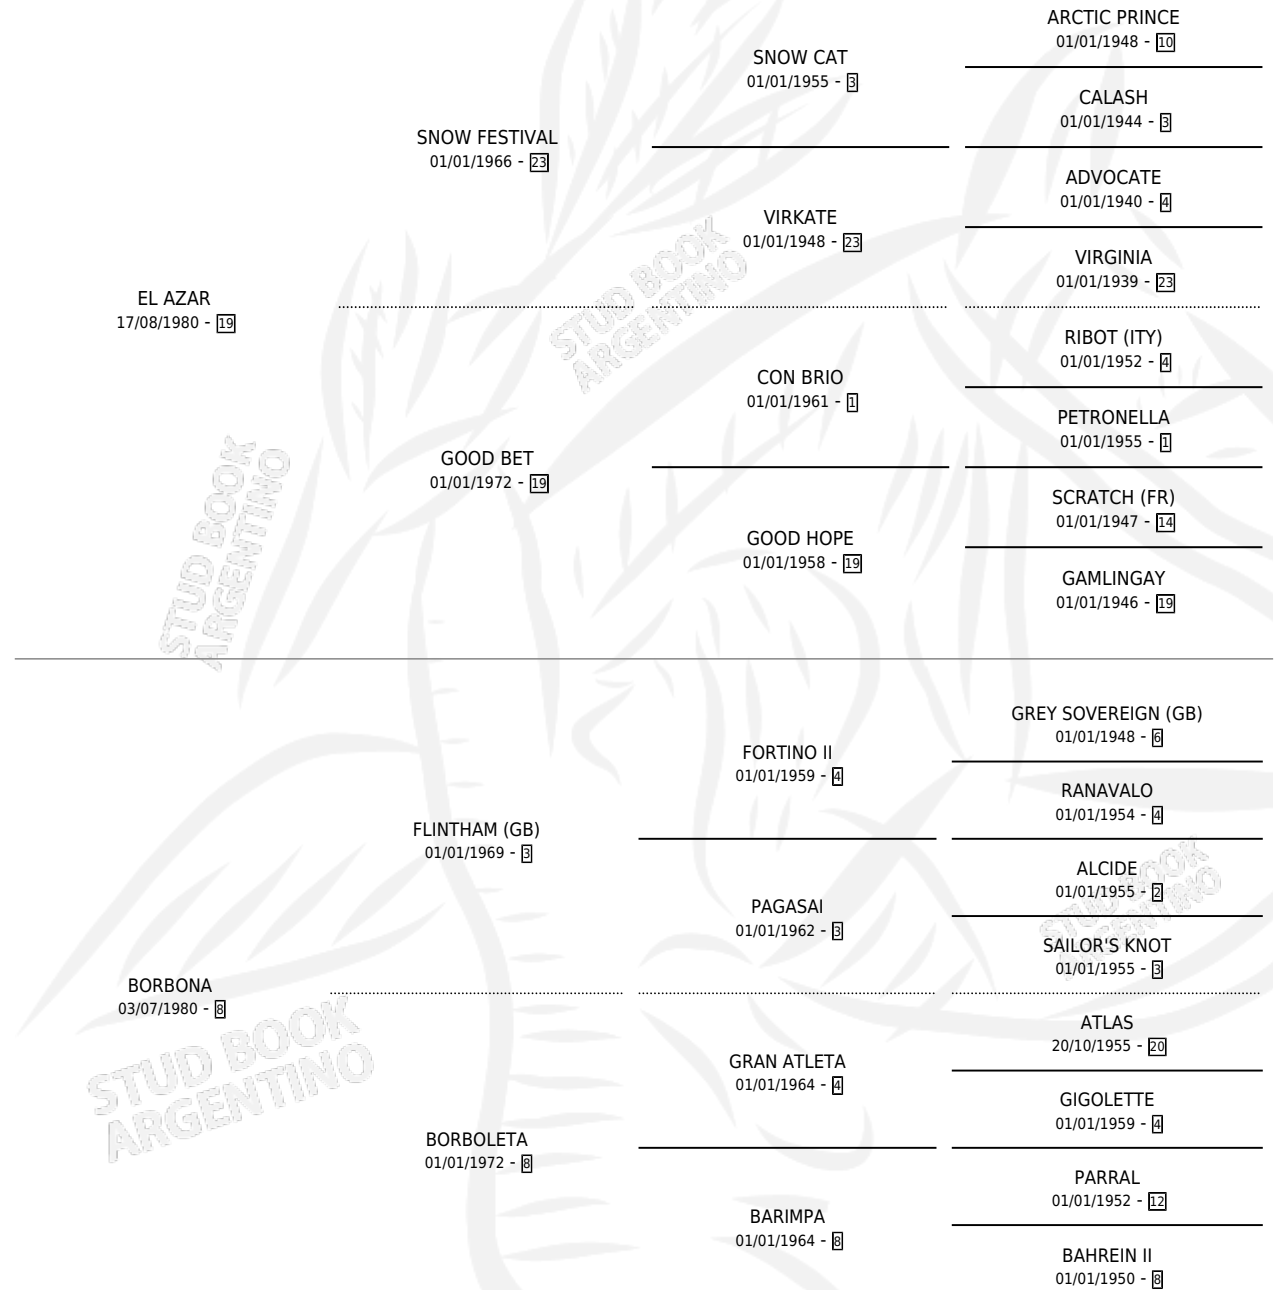 ARCTIC PRINCE
01/01/1948 - 10
SNOW CAT
01/01/1955 - 3
CALASH
01/01/1944 - 3
SNOW FESTIVAL
01/01/1966 - 23
ADVOCATE
01/01/1940 - 4
VIRKATE
01/01/1948 - 23
VIRGINIA
01/01/1939 - 23
EL AZAR
17/08/1980 - 19
STUD BOOK
ARGENTINO
RIBOT (ITY)
01/01/1952 - 4
CON BRIO
01/01/1961 - 1
PETRONELLA
01/01/1955 - 1
GOOD BET
01/01/1972 - 19
SCRATCH (FR)
01/01/1947 - 14
GOOD HOPE
01/01/1958 - 19
GAMLINGAY
01/01/1946 - 19
STUD BOOK
ARGENTINO
GREY SOVEREIGN (GB)
01/01/1948 - 6
FORTINO II
01/01/1959 - 4
RANAVALO
01/01/1954 - 4
FLINTHAM (GB)
01/01/1969 - 3
ALCIDE
01/01/1955 - 2
PAGASAI
01/01/1962 - 3
SAILOR'S KNOT
01/01/1955 - 3
STUD BOOK
ARGENTINO
BORBONA
03/07/1980 - 8
ATLAS
20/10/1955 - 20
GRAN ATLETA
01/01/1964 - 4
GIGOLETTE
01/01/1959 - 4
STUD BOOK
ARGENTINO
BORBOLETA
01/01/1972 - 8
PARRAL
01/01/1952 - 12
BARIMPA
01/01/1964 - 8
BAHREIN II
01/01/1950 - 8